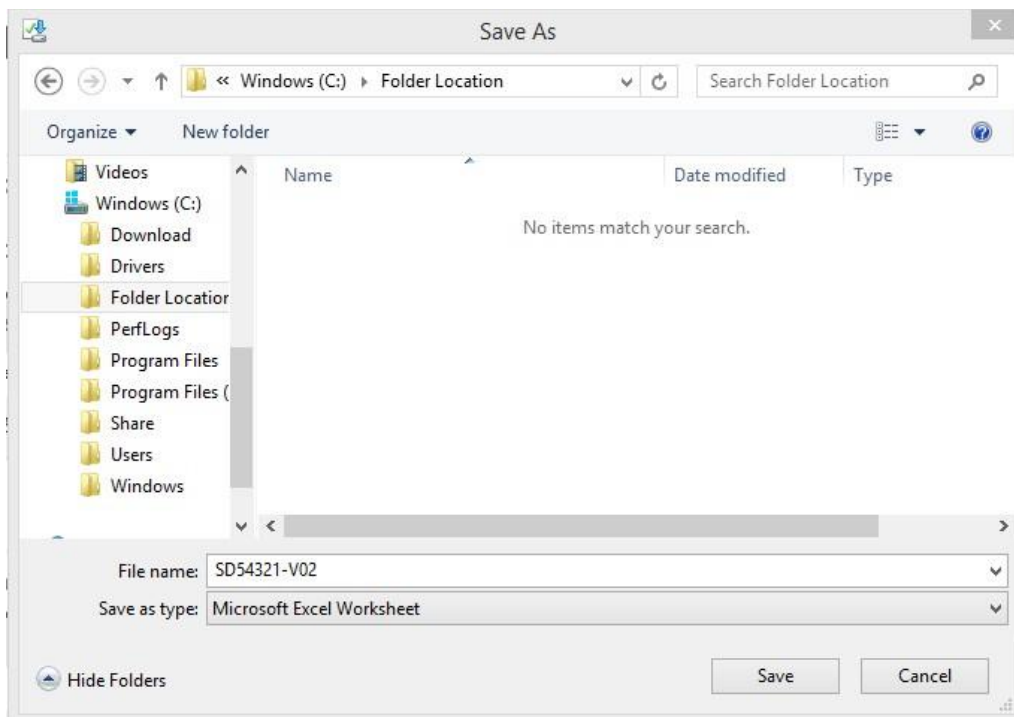 Save As
« Windows (C:) Folder Location
Search Folder Location
Organize New folder
Name Date modified Type
No items match your search.
Videos
Windows (C:)
Download
Drivers
Folder Location
PerfLogs
Program Files
Program Files (
Share
Users
Windows
File name: SD54321-V02
Save as type: Microsoft Excel Worksheet
Hide Folders Save Cancel